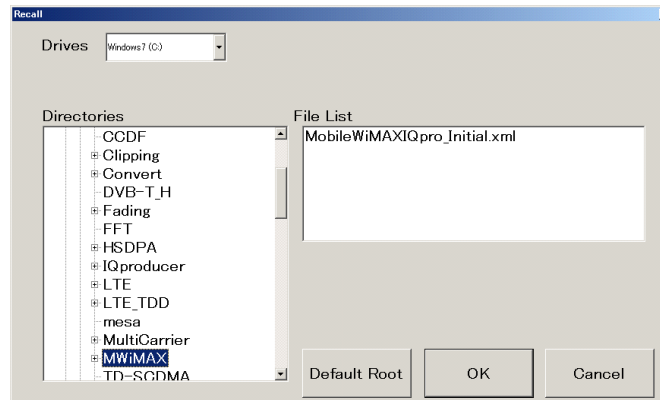 Recall
Drives
Windows7 (C:)
Directories
CCDF
Clipping
Convert
DVB-T_H
Fading
FFT
HSDPA
IQproducer
LTE
LTE_TDD
mesa
MultiCarrier
MWiMAX
TD-SCDMA
File List
MobileWiMAXIQpro_Initial.xml
Default Root
OK
Cancel